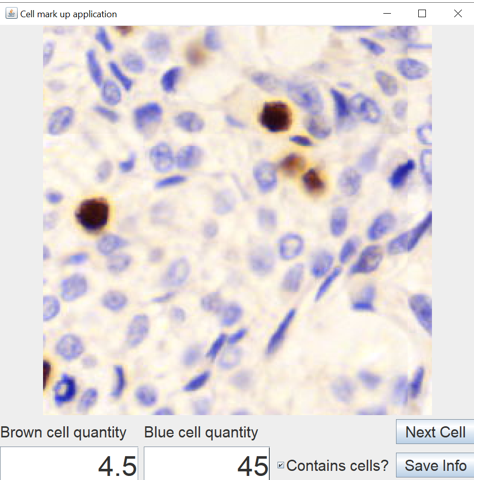 Cell mark up application
Brown cell quantity Blue cell quantity Next Cell
4.5 45 Contains cells? Save Info